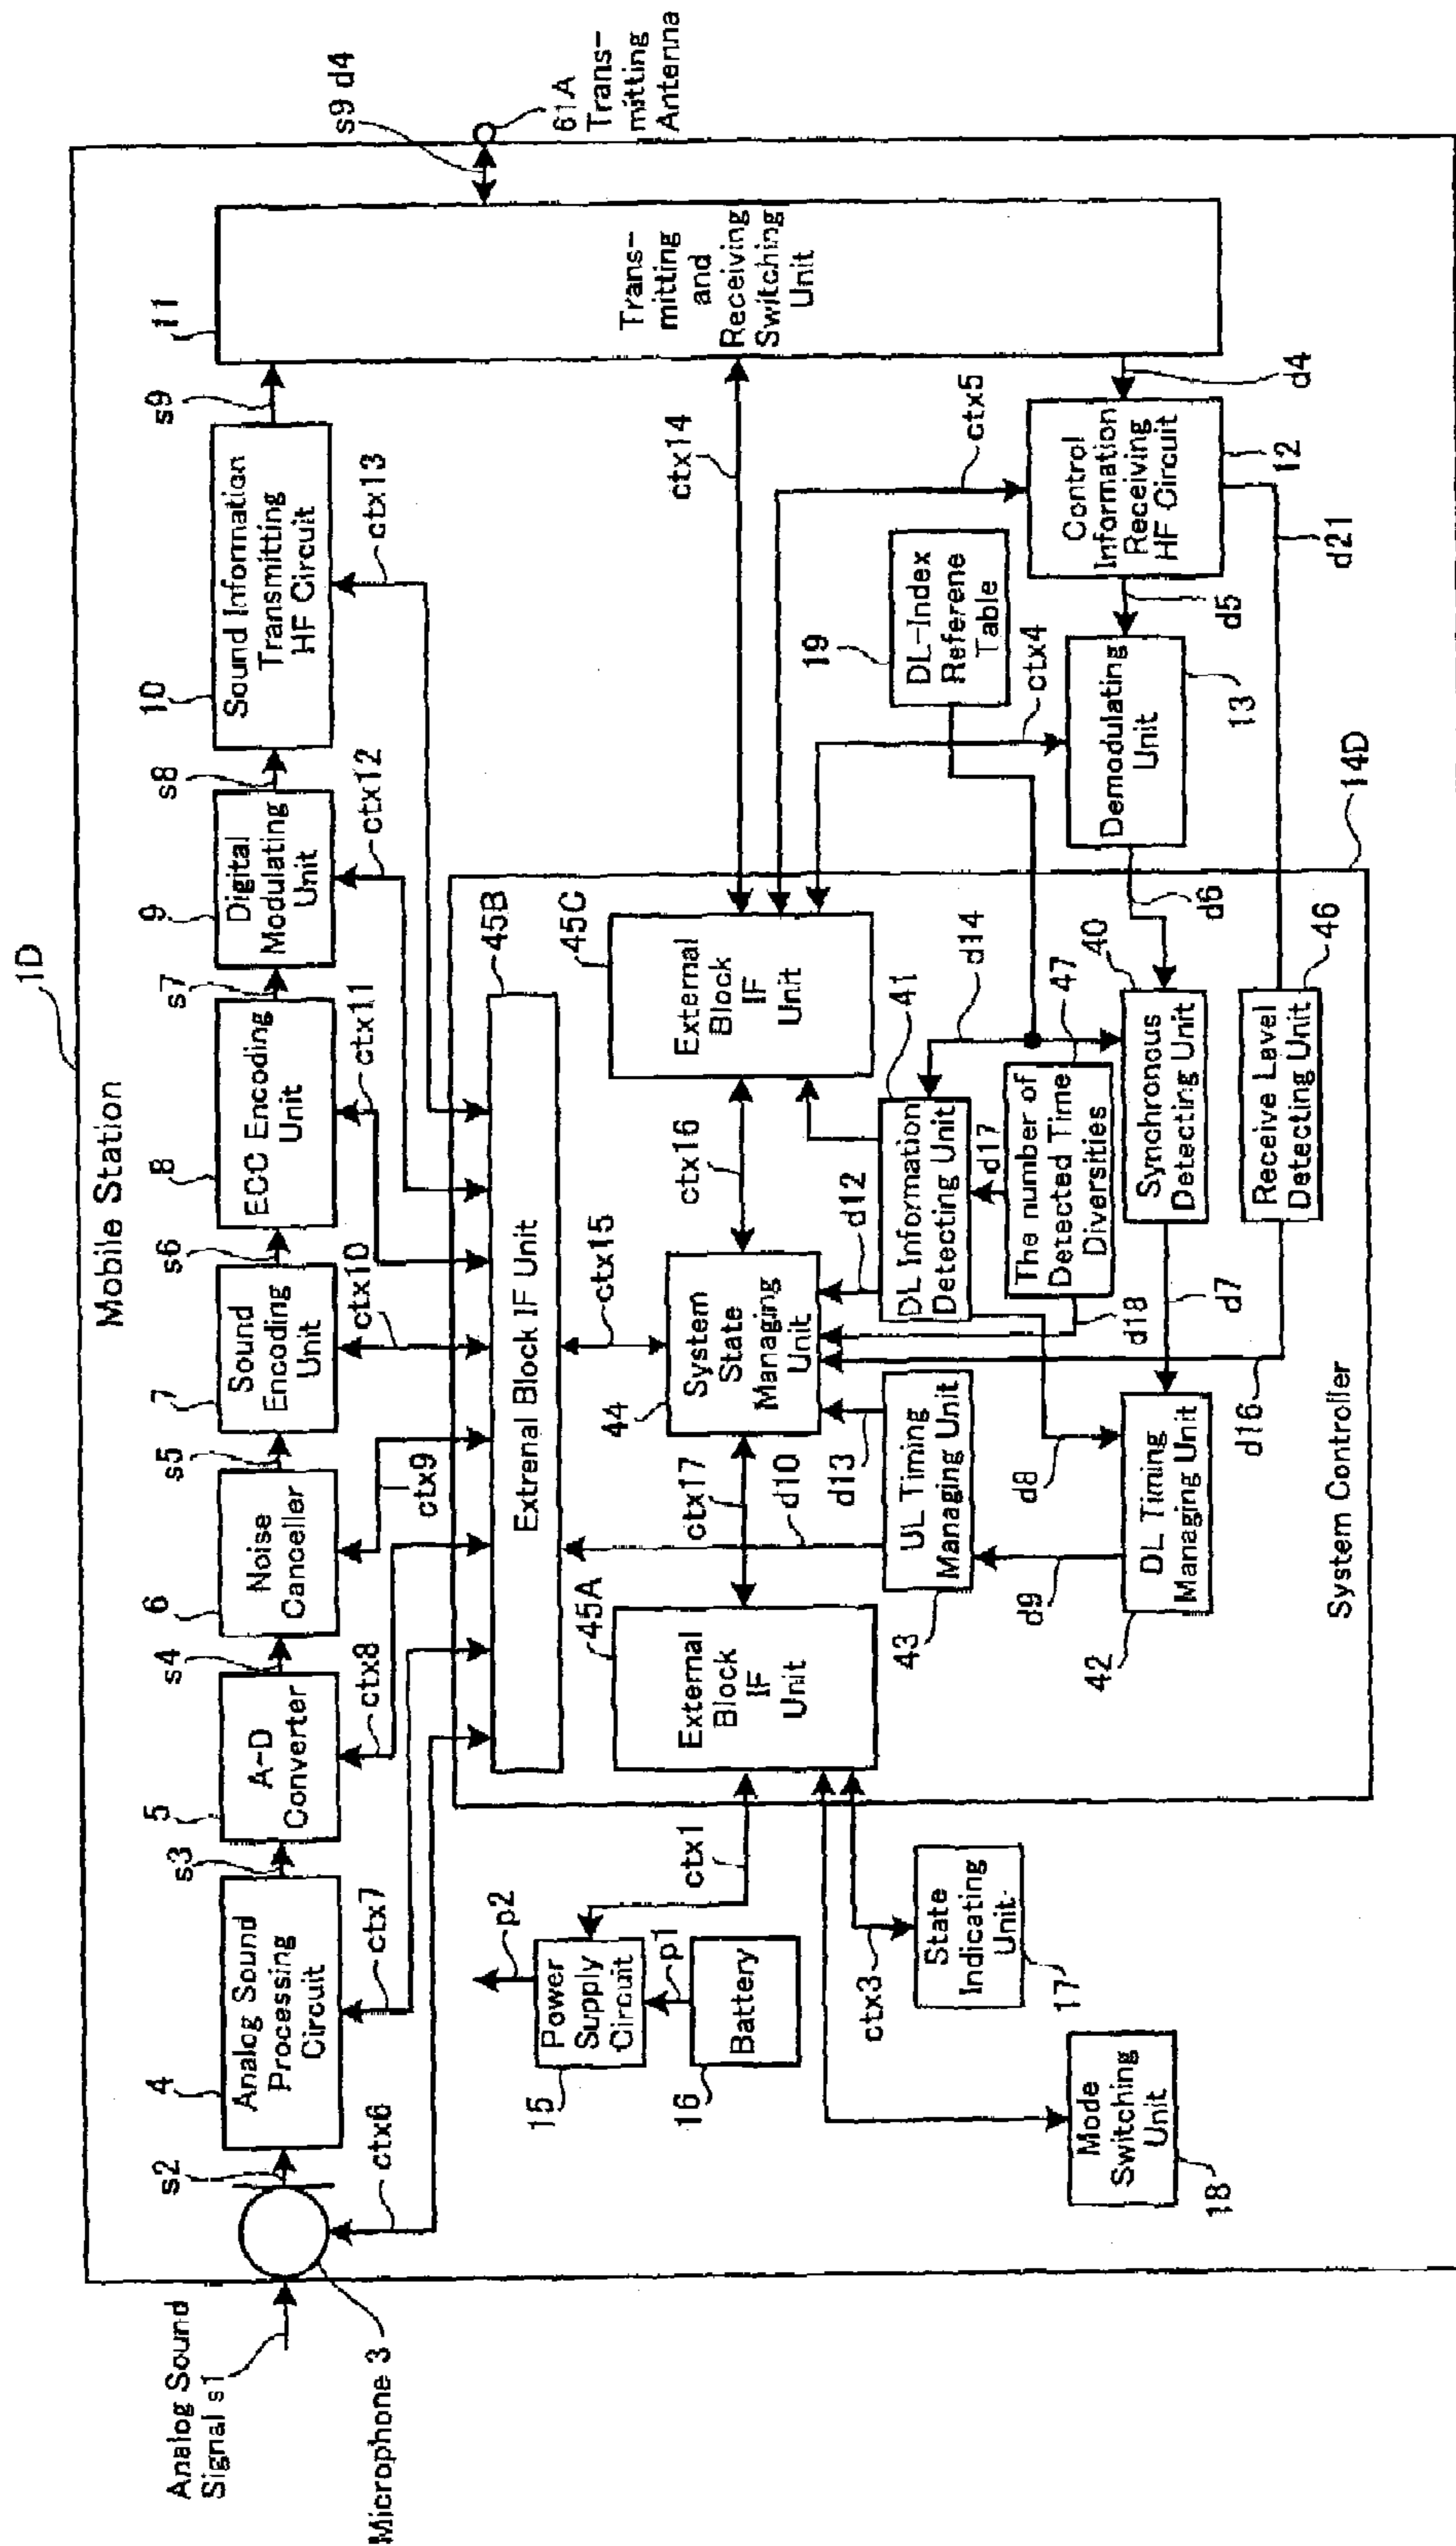 1D
Mobile Station
Analog Sound
Signal s1
Microphone 3
s2
4
Analog Sound
Processing
Circuit
s3
5
A-D
Converter
s4
6
Noise
Canceller
s5
7
Sound
Encoding
Unit
s6
8
ECC Encoding
Unit
s7
9
Digital
Modulating
Unit
s8
10
Sound Information
Transmitting
HF Circuit
s9
11
Trans-
mitting
and
Receiving
Switching
Unit
s9 d4
61A
Trans-
mitting
Antenna
ctx6
ctx7
ctx8
ctx9
ctx10
ctx11
ctx12
ctx13
45B
Extrenal Block IF Unit
p2
Power
Supply
Circuit
15
p1
Battery
16
ctx1
45A
External
Block
IF
Unit
ctx17
44
System
State
Managing
Unit
ctx15
ctx16
45C
External
Block
IF
Unit
ctx14
ctx5
ctx3
State
Indicating
Unit
17
Mode
Switching
Unit
18
d10
d13
UL Timing
Managing Unit
43
d9
DL Timing
Managing Unit
42
d8
d12
DL Information
Detecting Unit
41
d14
d17
The number of
Detected Time
Diversities
47
d18
d7
Synchronous
Detecting Unit
40
d6
d16
Receive Level
Detecting Unit
46
System Controller
14D
19
DL-Index
Referene
Table
ctx4
Demodulating
Unit
13
d5
Control
Information
Receiving
HF Circuit
12
d4
d21